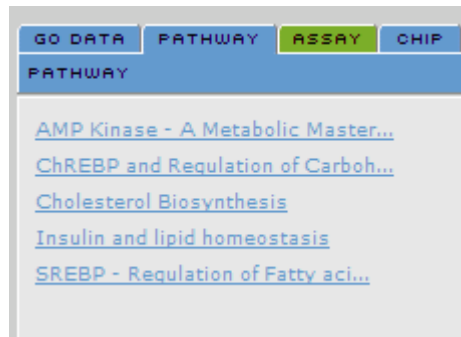 GO DATA PATHWAY ASSAY CHIP
PATHWAY
AMP Kinase - A Metabolic Master...
ChREBP and Regulation of Carboh...
Cholesterol Biosynthesis
Insulin and lipid homeostasis
SREBP - Regulation of Fatty aci...